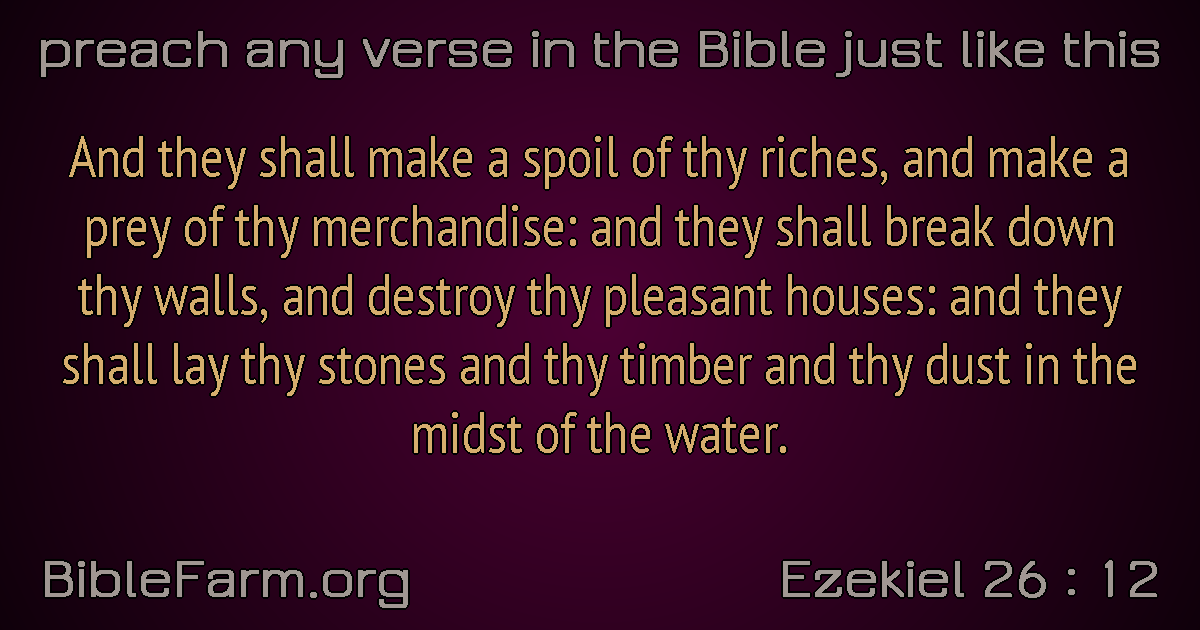 preach any verse in the Bible just like this
And they shall make a spoil of thy riches, and make a
prey of thy merchandise: and they shall break down
thy walls, and destroy thy pleasant houses: and they
shall lay thy stones and thy timber and thy dust in the
midst of the water.
BibleFarm.org
Ezekiel 26 : 12